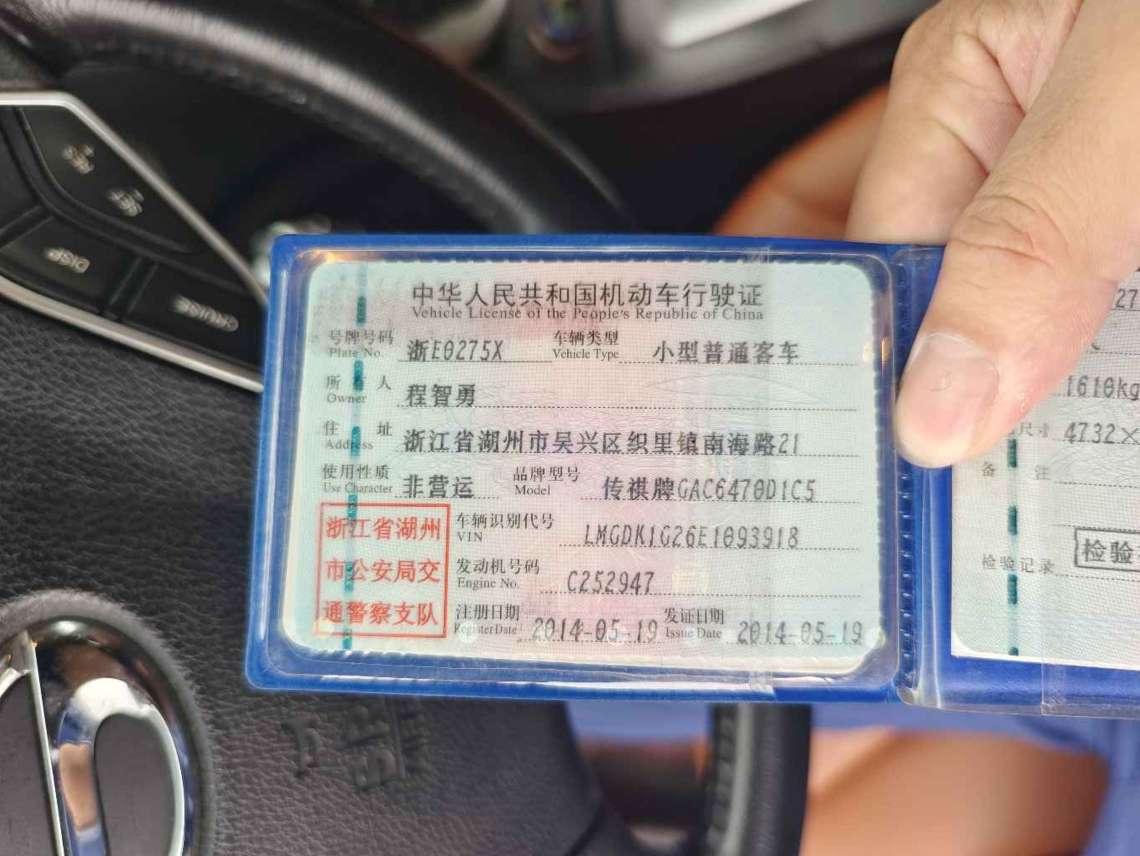 RES
SET
DISP
CRUISE
中华人民共和国机动车行驶证
Vehicle License of the People's Republic of China
号牌号码 浙E0275X 车辆类型 小型普通客车
Plate No. Vehicle Type
所有人 程智勇
Owner
住址 浙江省湖州市吴兴区织里镇南海路21
Address
使用性质 非营运 品牌型号 传祺牌GAC6470D1C5
Use Character Model
浙江省湖州
市公安局交
通警察支队
车辆识别代号 LMGDK1G26E1093918
VIN
发动机号码 C252947
Engine No.
注册日期 2014-05-19 发证日期 2014-05-19
Register Date Issue Date
27
1610kg
尺寸 4732×
备注
检验记录 检验